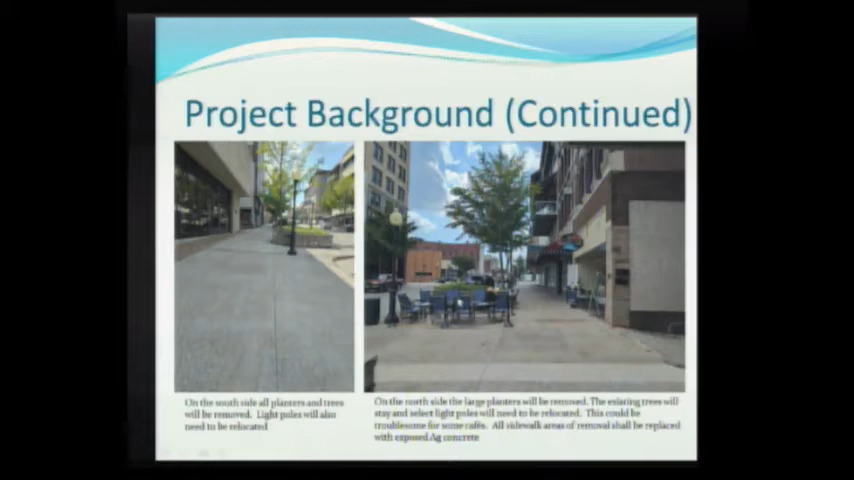 Project Background (Continued)
On the south side all planters and trees
will be removed. Light poles will also
need to be relocated
On the north side the large planters will be removed. The existing trees will
stay and select light poles will need to be relocated. This could be
troublesome for some cafés. All sidewalk areas of removal shall be replaced
with exposed Ag concrete